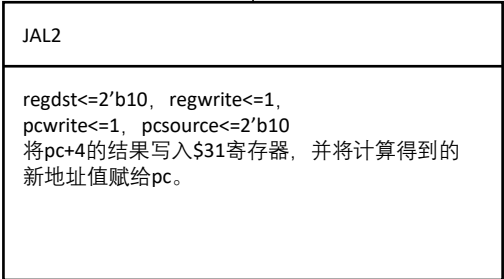 JAL2
regdst<=2’b10，regwrite<=1，
pcwrite<=1，pcsource<=2’b10
将pc+4的结果写入$31寄存器，并将计算得到的
新地址值赋给pc。